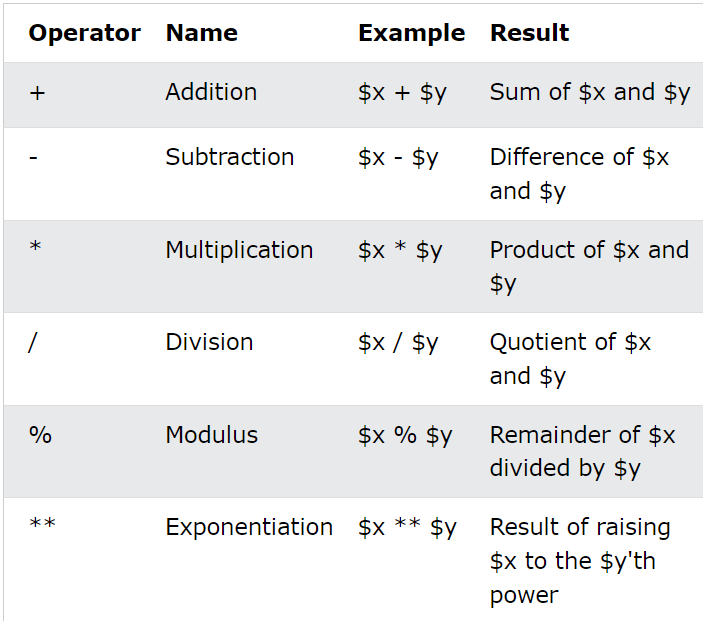 Operator Name Example Result
+ Addition $x + $y Sum of $x and $y
- Subtraction $x - $y Difference of $x
and $y
* Multiplication $x * $y Product of $x and
$y
/ Division $x / $y Quotient of $x
and $y
% Modulus $x % $y Remainder of $x
divided by $y
** Exponentiation $x ** $y Result of raising
$x to the $y'th
power